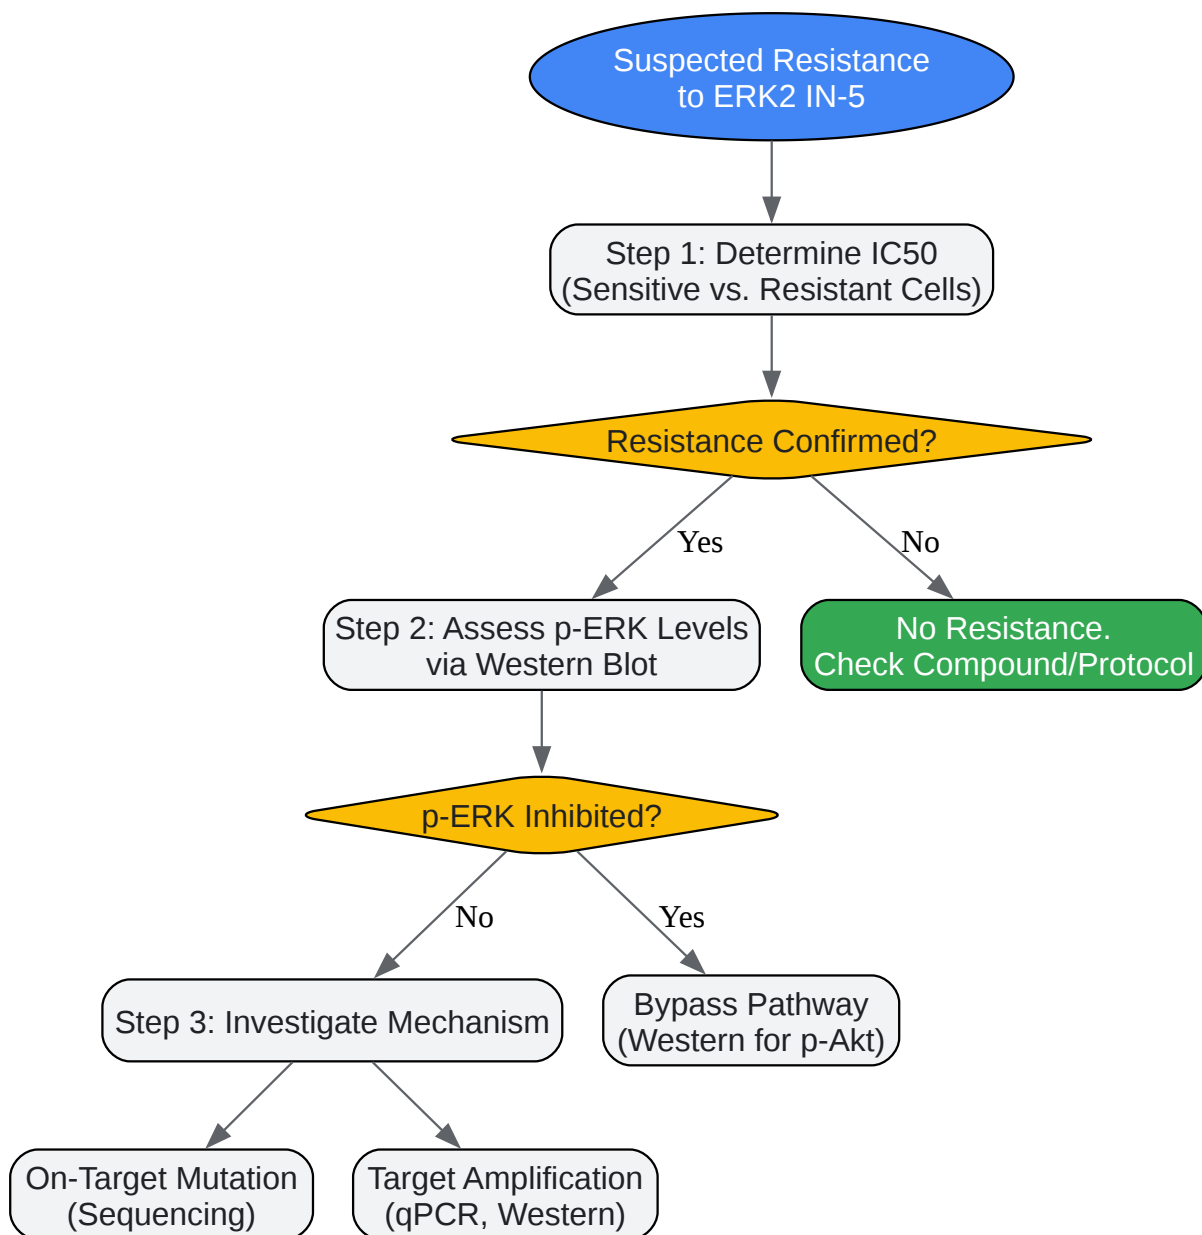 Suspected Resistance
to ERK2 IN-5
Step 1: Determine IC50
(Sensitive vs. Resistant Cells)
Resistance Confirmed?
Yes
No
Step 2: Assess p-ERK Levels
via Western Blot
No Resistance.
Check Compound/Protocol
p-ERK Inhibited?
No
Yes
Step 3: Investigate Mechanism
Bypass Pathway
(Western for p-Akt)
On-Target Mutation
(Sequencing)
Target Amplification
(qPCR, Western)